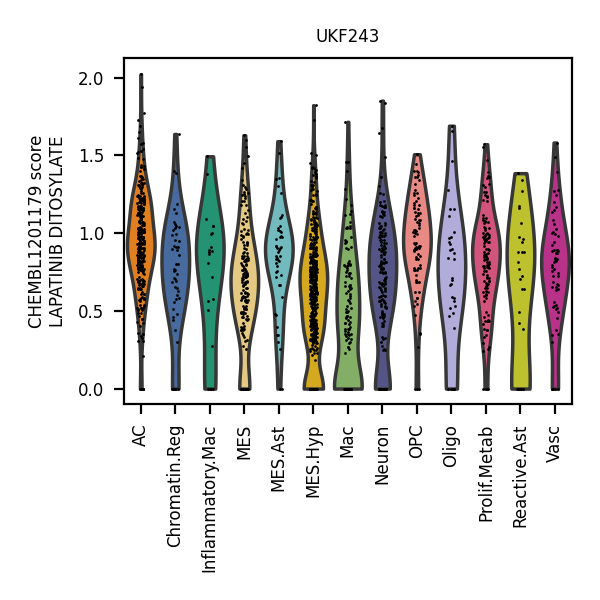 UKF243
CHEMBL1201179 score
LAPATINIB DITOSYLATE
2.0
1.5
1.0
0.5
0.0
AC
Chromatin.Reg
Inflammatory.Mac
MES
MES.Ast
MES.Hyp
Mac
Neuron
OPC
Oligo
Prolif.Metab
Reactive.Ast
Vasc